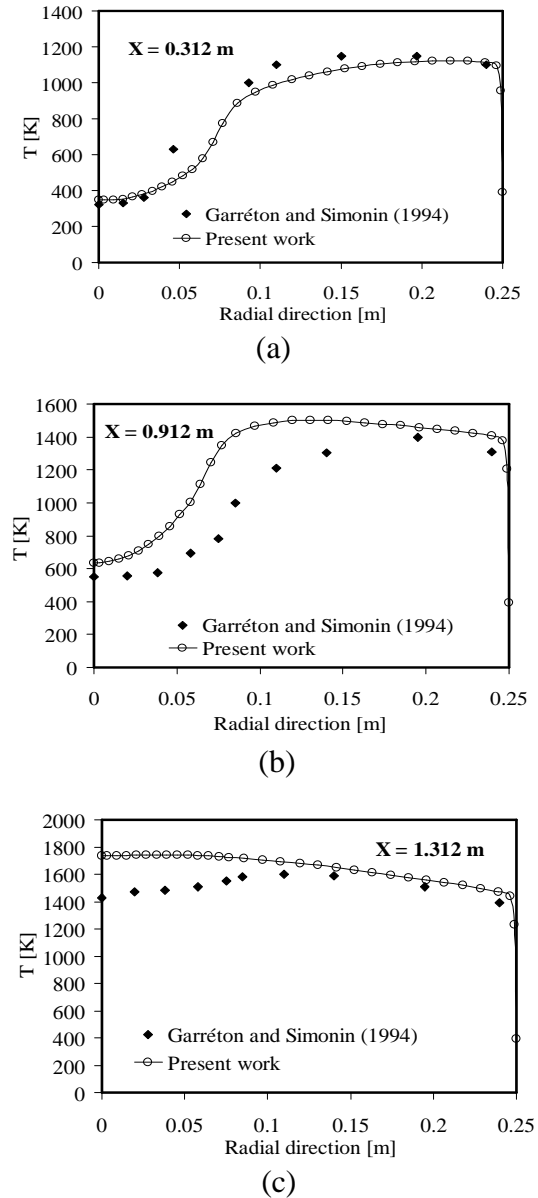 1400
1200
1000
800
600
400
200
0
T [K]
X = 0.312 m
Garréton and Simonin (1994)
Present work
0 0.05 0.1 0.15 0.2 0.25
Radial direction [m]
(a)
1600
1400
1200
1000
800
600
400
200
0
T [K]
X = 0.912 m
Garréton and Simonin (1994)
Present work
0 0.05 0.1 0.15 0.2 0.25
Radial direction [m]
(b)
2000
1800
1600
1400
1200
1000
800
600
400
200
0
T [K]
X = 1.312 m
Garréton and Simonin (1994)
Present work
0 0.05 0.1 0.15 0.2 0.25
Radial direction [m]
(c)